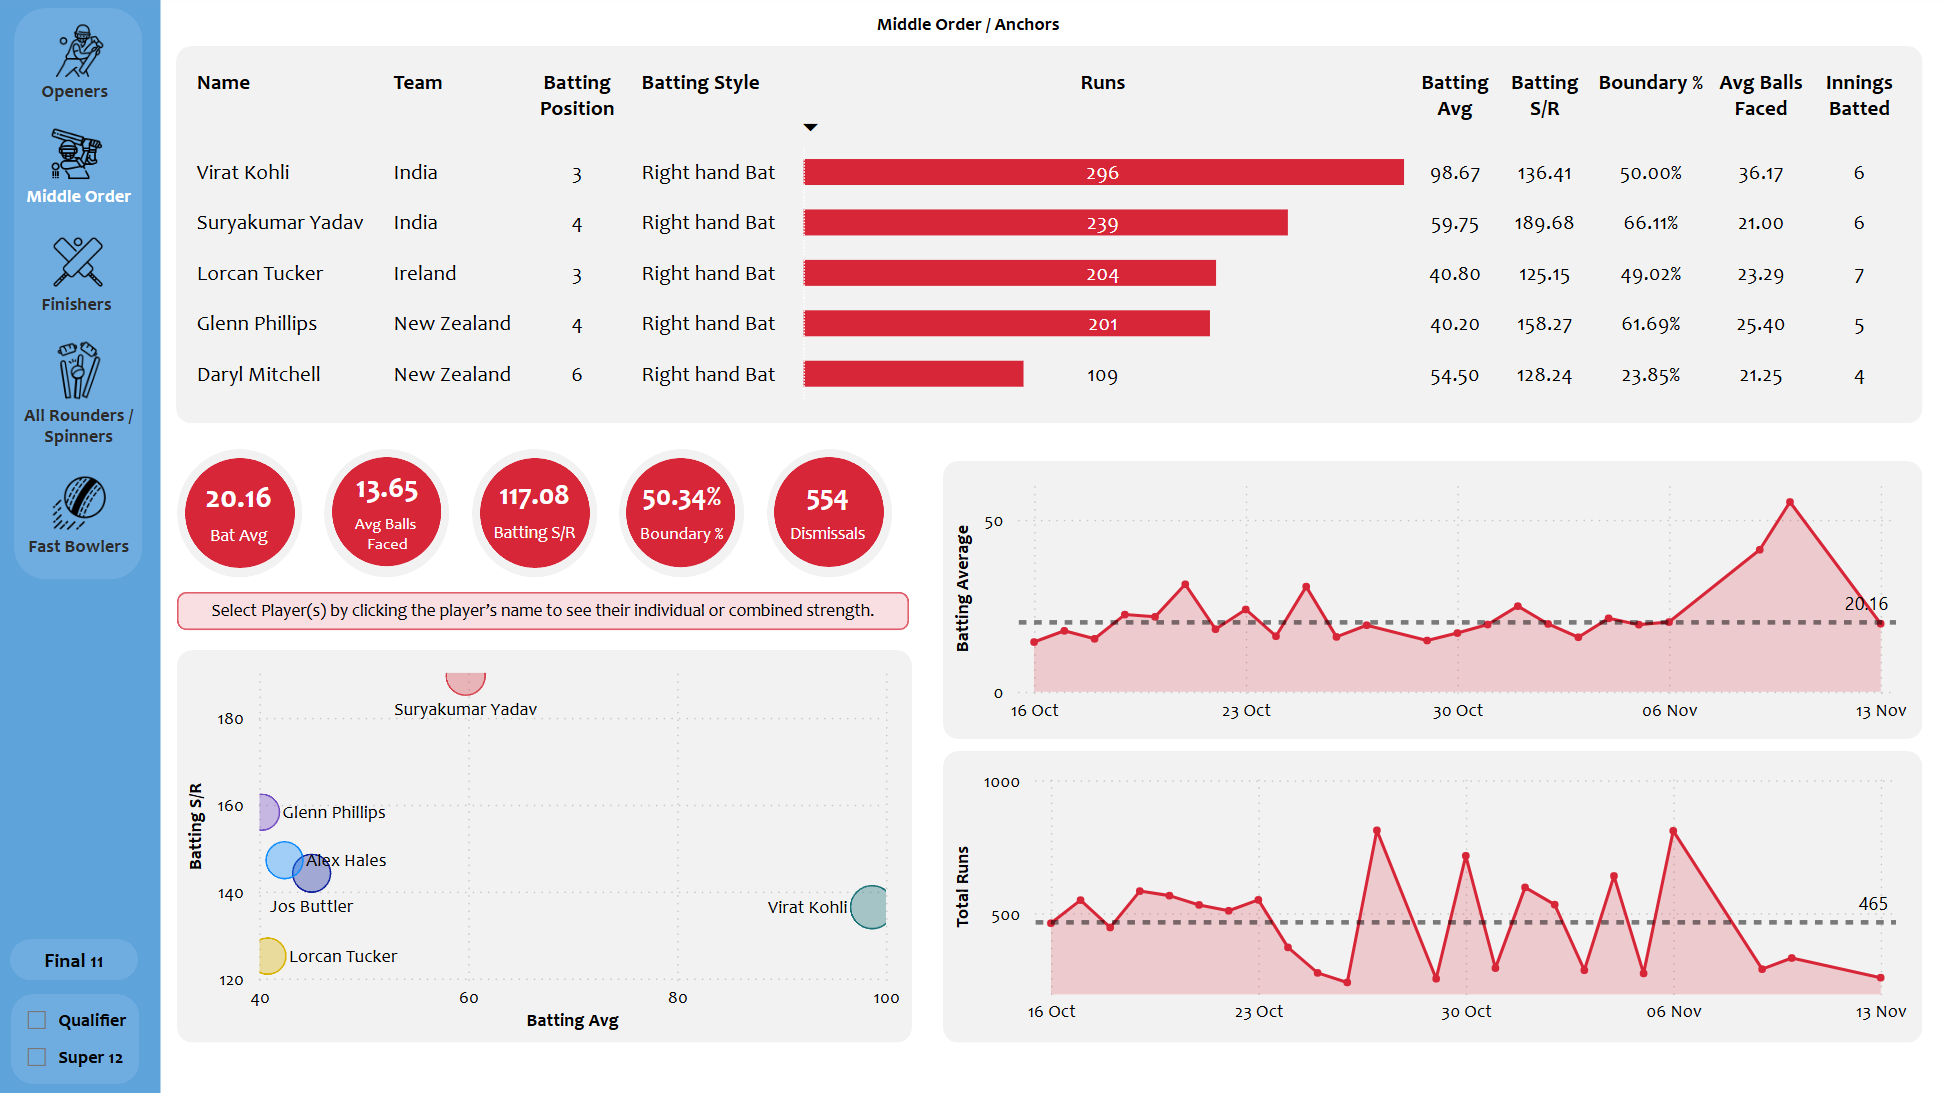 Openers
Middle Order
Finishers
All Rounders /
Spinners
Fast Bowlers
Final 11
Qualifier
Super 12
Middle Order / Anchors
Name Team Batting Position Batting Style Runs Batting Avg Batting S/R Boundary % Avg Balls Faced Innings Batted
Virat Kohli India 3 Right hand Bat 296 98.67 136.41 50.00% 36.17 6
Suryakumar Yadav India 4 Right hand Bat 239 59.75 189.68 66.11% 21.00 6
Lorcan Tucker Ireland 3 Right hand Bat 204 40.80 125.15 49.02% 23.29 7
Glenn Phillips New Zealand 4 Right hand Bat 201 40.20 158.27 61.69% 25.40 5
Daryl Mitchell New Zealand 6 Right hand Bat 109 54.50 128.24 23.85% 21.25 4
20.16
Bat Avg
13.65
Avg Balls
Faced
117.08
Batting S/R
50.34%
Boundary %
554
Dismissals
Select Player(s) by clicking the player's name to see their individual or combined strength.
Batting S/R
180
160
140
120
Suryakumar Yadav
Glenn Phillips
Alex Hales
Jos Buttler
Virat Kohli
Lorcan Tucker
40 60 80 100
Batting Avg
Batting Average
50
0
20.16
16 Oct 23 Oct 30 Oct 06 Nov 13 Nov
Total Runs
1000
500
465
16 Oct 23 Oct 30 Oct 06 Nov 13 Nov